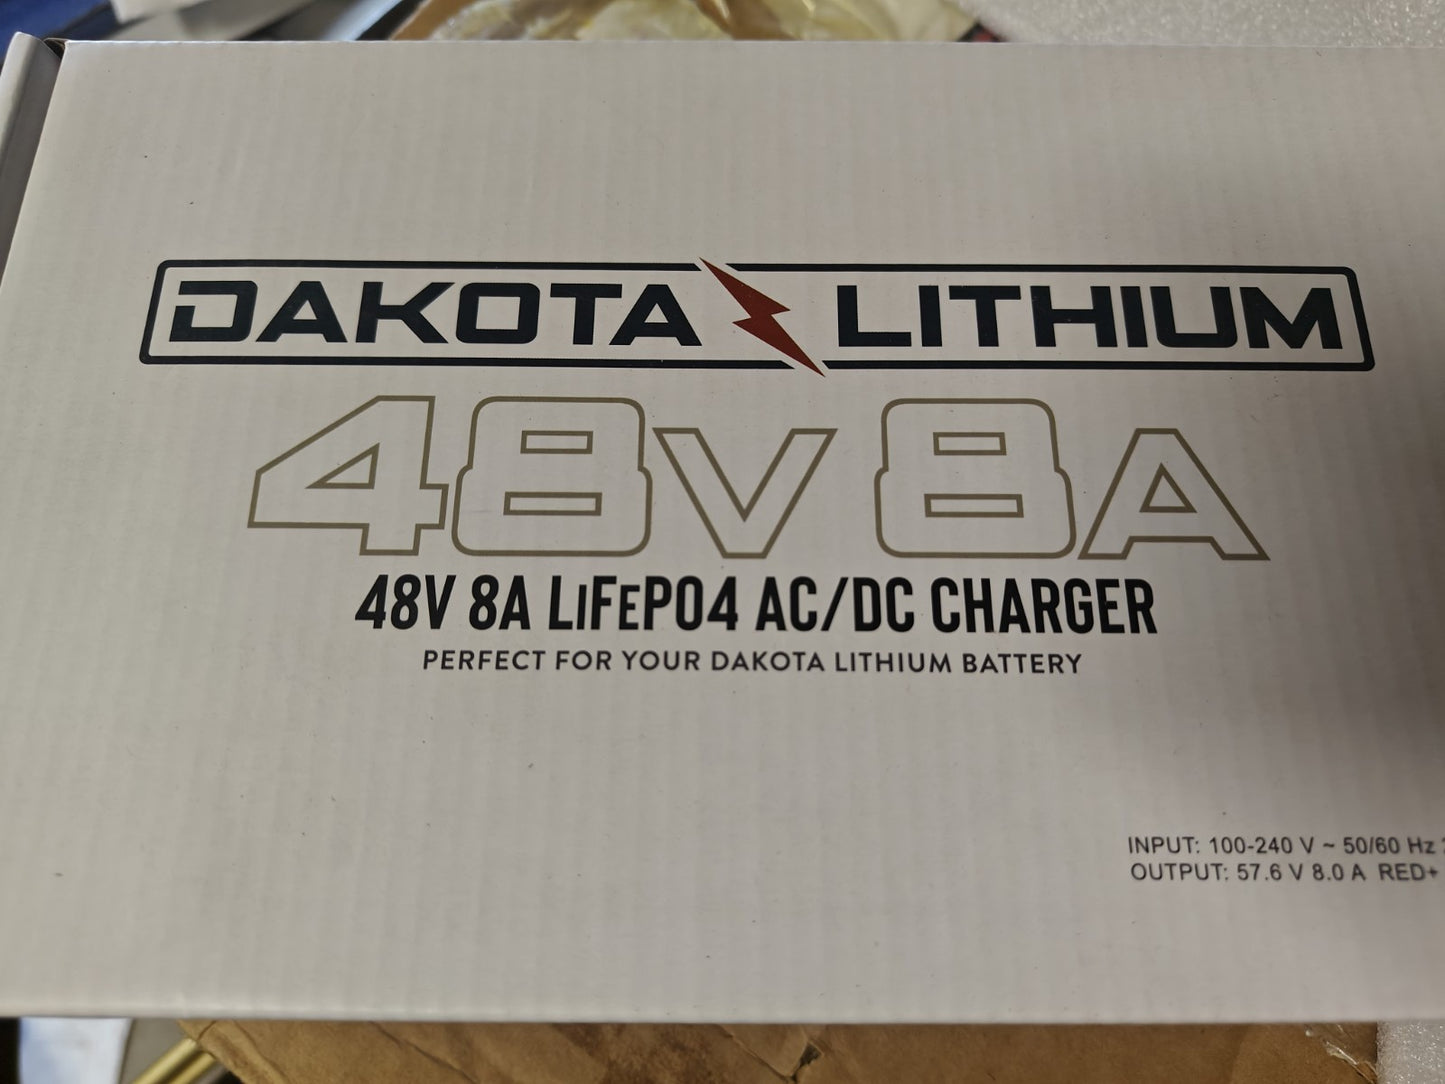 DAKOTA LITHIUM
48V 8A
48V 8A LiFePO4 AC/DC CHARGER
PERFECT FOR YOUR DAKOTA LITHIUM BATTERY
INPUT: 100-240 V ~ 50/60 Hz
OUTPUT: 57.6 V 8.0 A RED+